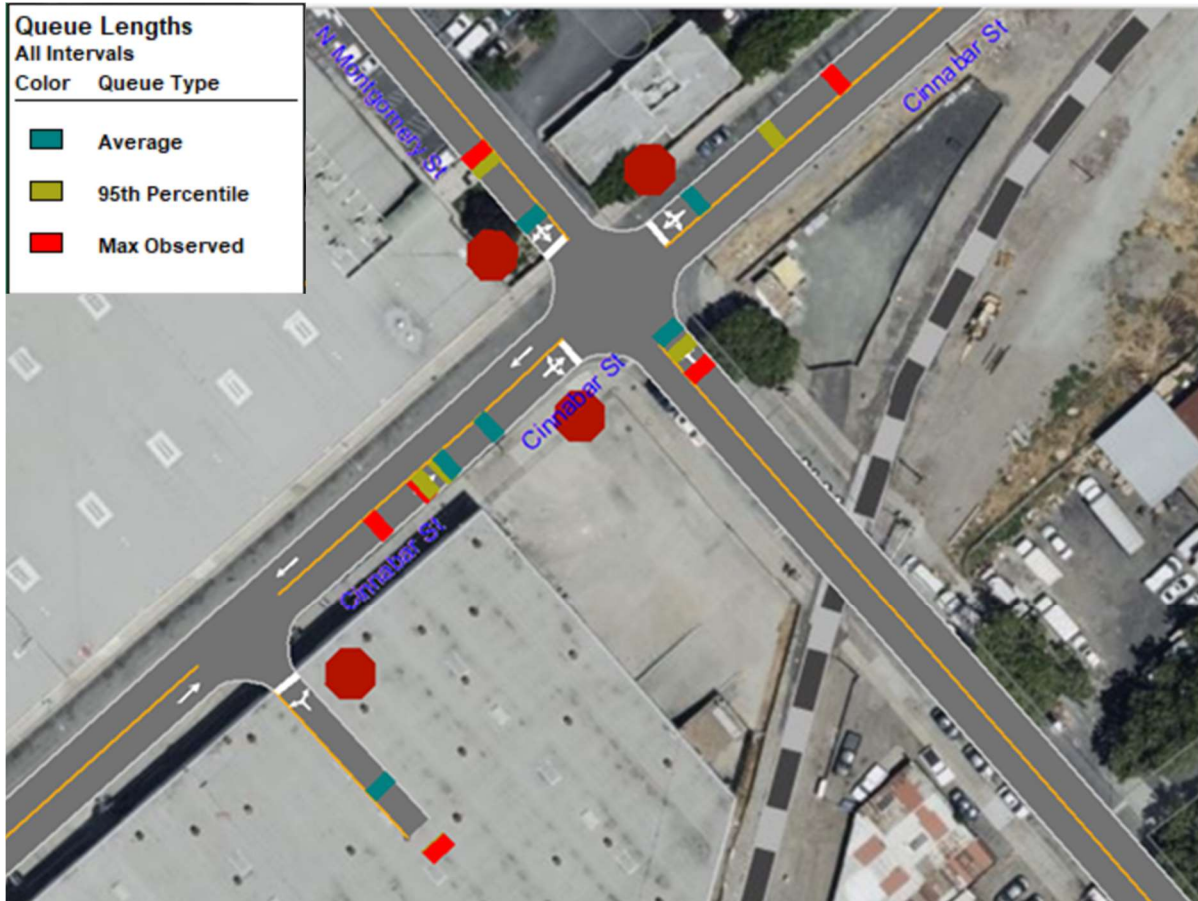 Queue Lengths
All Intervals
Color Queue Type
Average
95th Percentile
Max Observed
N Montgomery St
Cinnabar St
Cinnabar St
Cinnabar St